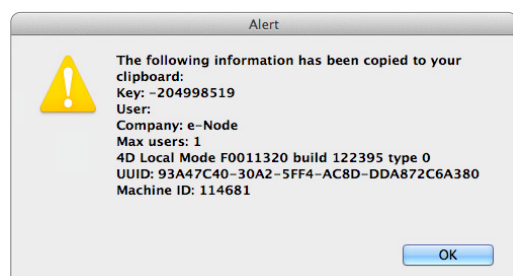 Alert
The following information has been copied to your
clipboard:
Key: -204998519
User:
Company: e-Node
Max users: 1
4D Local Mode F0011320 build 122395 type 0
UUID: 93A47C40-30A2-5FF4-AC8D-DDA872C6A380
Machine ID: 114681
OK